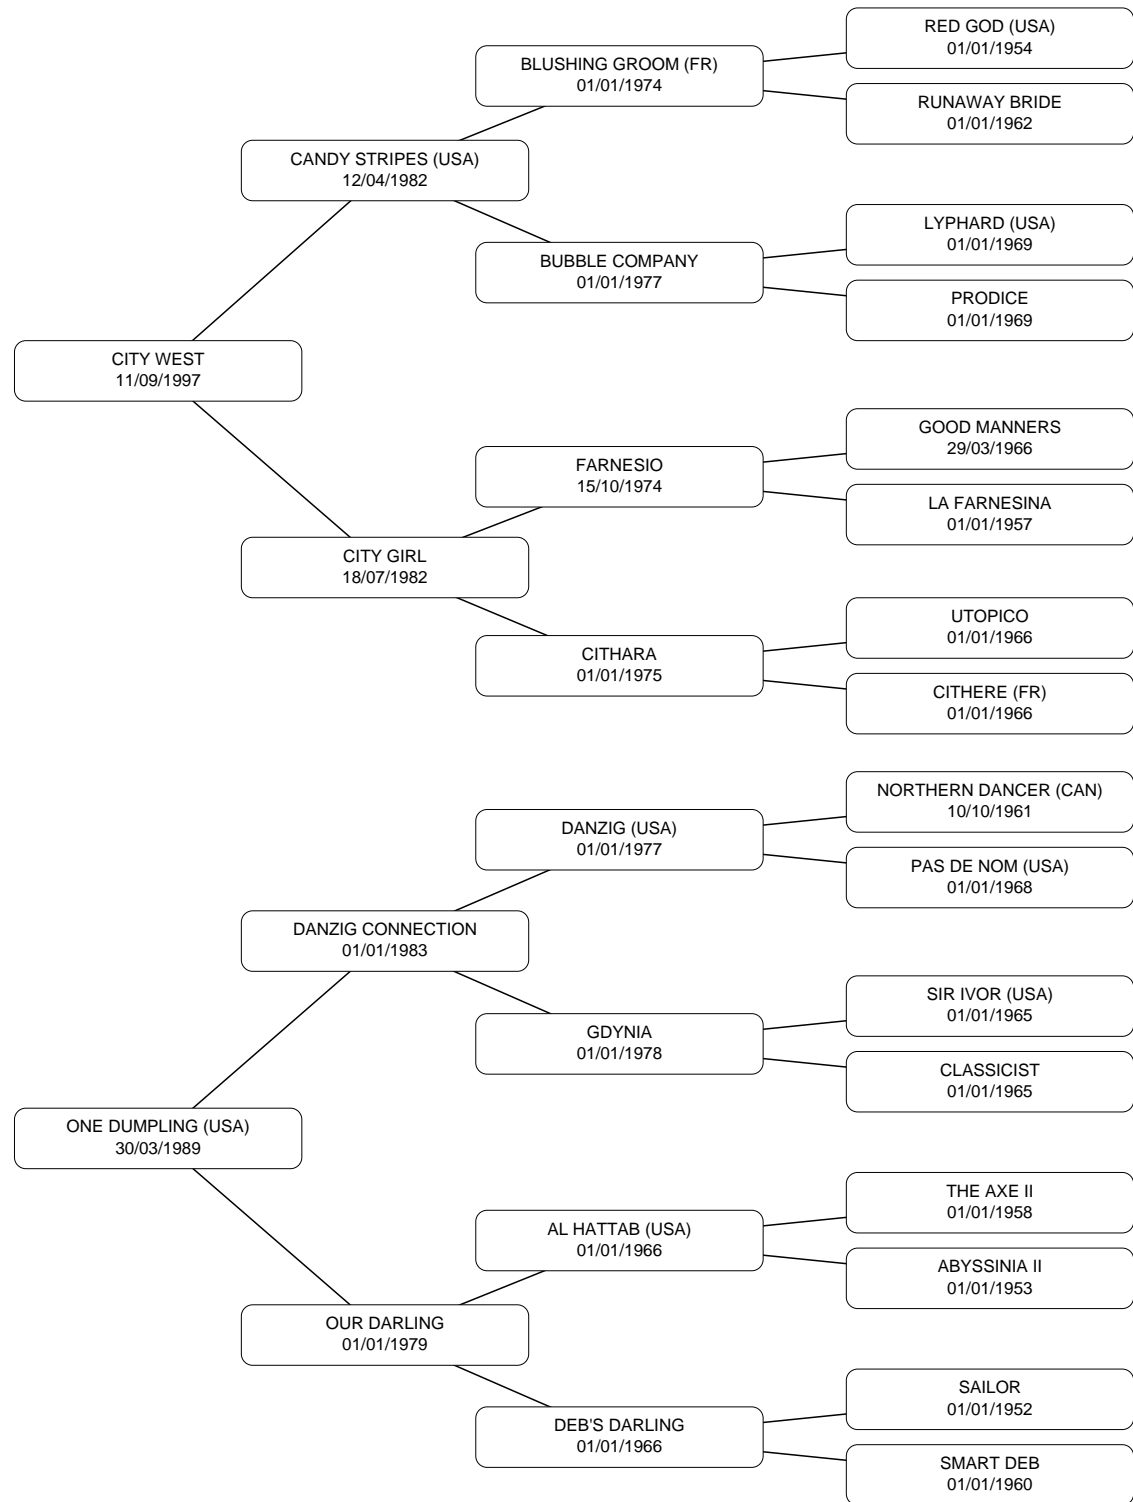 RED GOD (USA)
01/01/1954
BLUSHING GROOM (FR)
01/01/1974
RUNAWAY BRIDE
01/01/1962
CANDY STRIPES (USA)
12/04/1982
LYPHARD (USA)
01/01/1969
BUBBLE COMPANY
01/01/1977
PRODICE
01/01/1969
CITY WEST
11/09/1997
GOOD MANNERS
29/03/1966
FARNESIO
15/10/1974
LA FARNESINA
01/01/1957
CITY GIRL
18/07/1982
UTOPICO
01/01/1966
CITHARA
01/01/1975
CITHERE (FR)
01/01/1966
NORTHERN DANCER (CAN)
10/10/1961
DANZIG (USA)
01/01/1977
PAS DE NOM (USA)
01/01/1968
DANZIG CONNECTION
01/01/1983
SIR IVOR (USA)
01/01/1965
GDYNIA
01/01/1978
CLASSICIST
01/01/1965
ONE DUMPLING (USA)
30/03/1989
THE AXE II
01/01/1958
AL HATTAB (USA)
01/01/1966
ABYSSINIA II
01/01/1953
OUR DARLING
01/01/1979
SAILOR
01/01/1952
DEB'S DARLING
01/01/1966
SMART DEB
01/01/1960